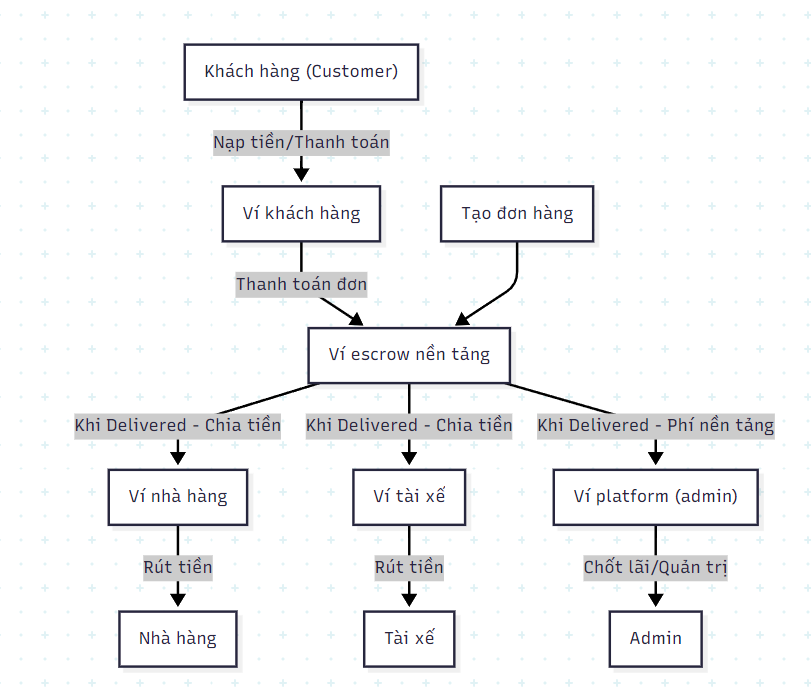 Khách hàng (Customer)
Nạp tiền/Thanh toán
Ví khách hàng
Tạo đơn hàng
Thanh toán đơn
Ví escrow nền tảng
Khi Delivered - Chia tiền
Khi Delivered - Chia tiền
Khi Delivered - Phí nền tảng
Ví nhà hàng
Ví tài xế
Ví platform (admin)
Rút tiền
Rút tiền
Chốt lãi/Quản trị
Nhà hàng
Tài xế
Admin